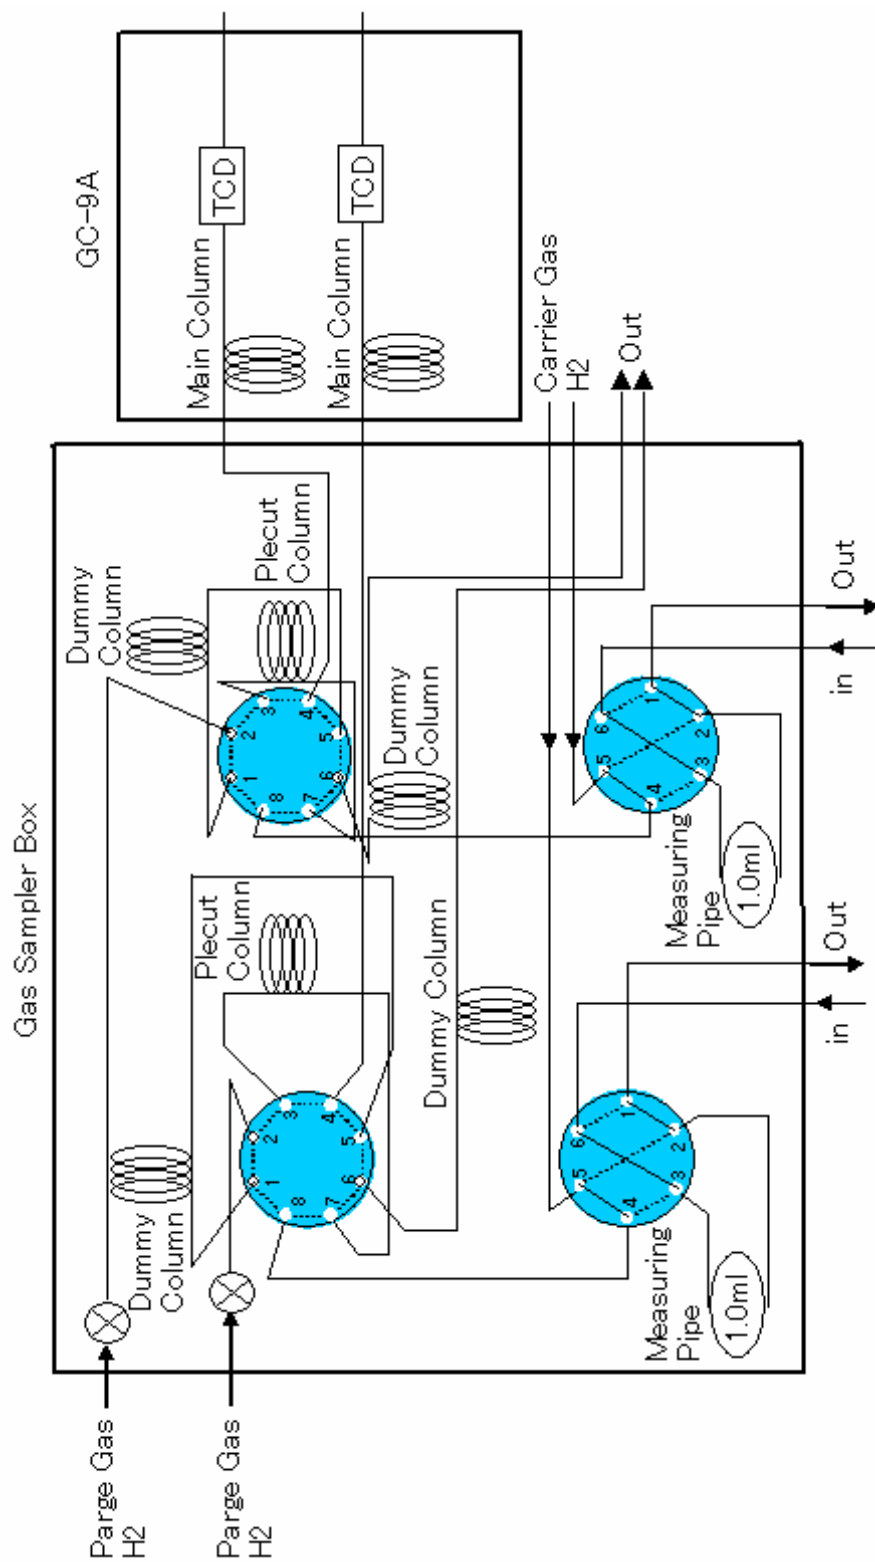 Gas Sampler Box
GC-9A
Parge Gas
H2
Parge Gas
H2
Dummy
Column
Dummy
Column
Plecut
Column
Plecut
Column
Main Column
TCD
Main Column
TCD
1
2
3
4
5
6
7
8
1
2
3
4
5
6
7
8
Dummy
Column
Dummy Column
Carrier Gas
H2
Out
Measuring
Pipe
1.0ml
1
2
3
4
5
6
in
Out
Measuring
Pipe
1.0ml
1
2
3
4
5
6
in
Out